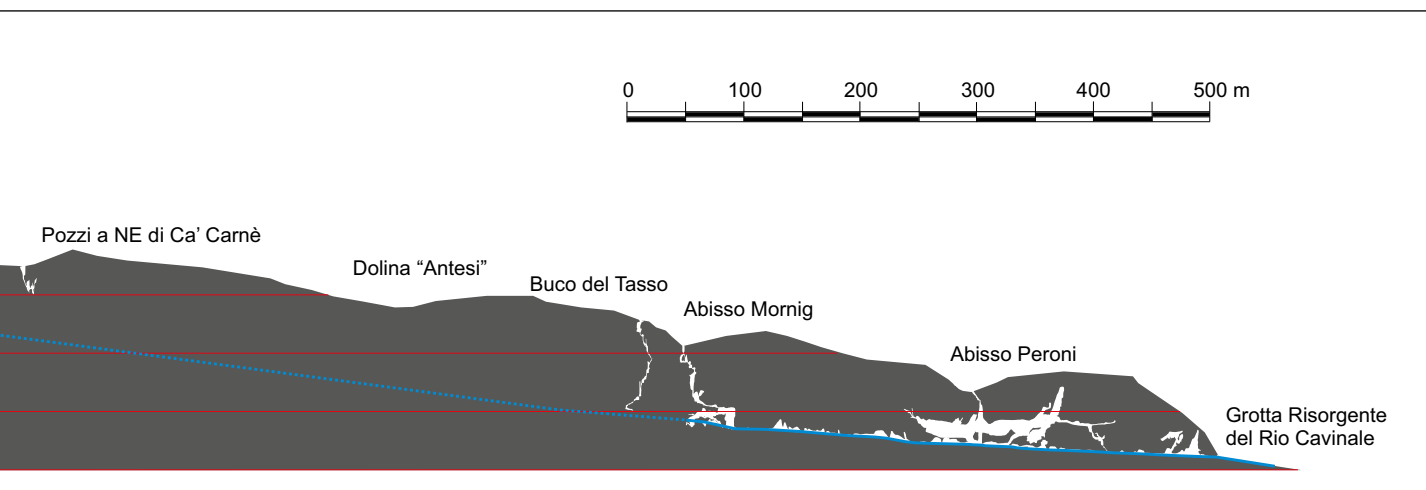 0 100 200 300 400 500 m
Pozzi a NE di Ca’ Carnè
Dolina “Antesi”
Buco del Tasso
Abisso Mornig
Abisso Peroni
Grotta Risorgente
del Rio Cavinale